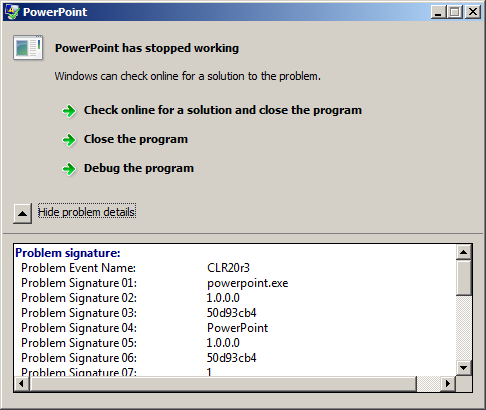 PowerPoint
PowerPoint has stopped working
Windows can check online for a solution to the problem.
Check online for a solution and close the program
Close the program
Debug the program
Hide problem details
Problem signature:
Problem Event Name: CLR20r3
Problem Signature 01: powerpoint.exe
Problem Signature 02: 1.0.0.0
Problem Signature 03: 50d93cb4
Problem Signature 04: PowerPoint
Problem Signature 05: 1.0.0.0
Problem Signature 06: 50d93cb4
Problem Signature 07: 1